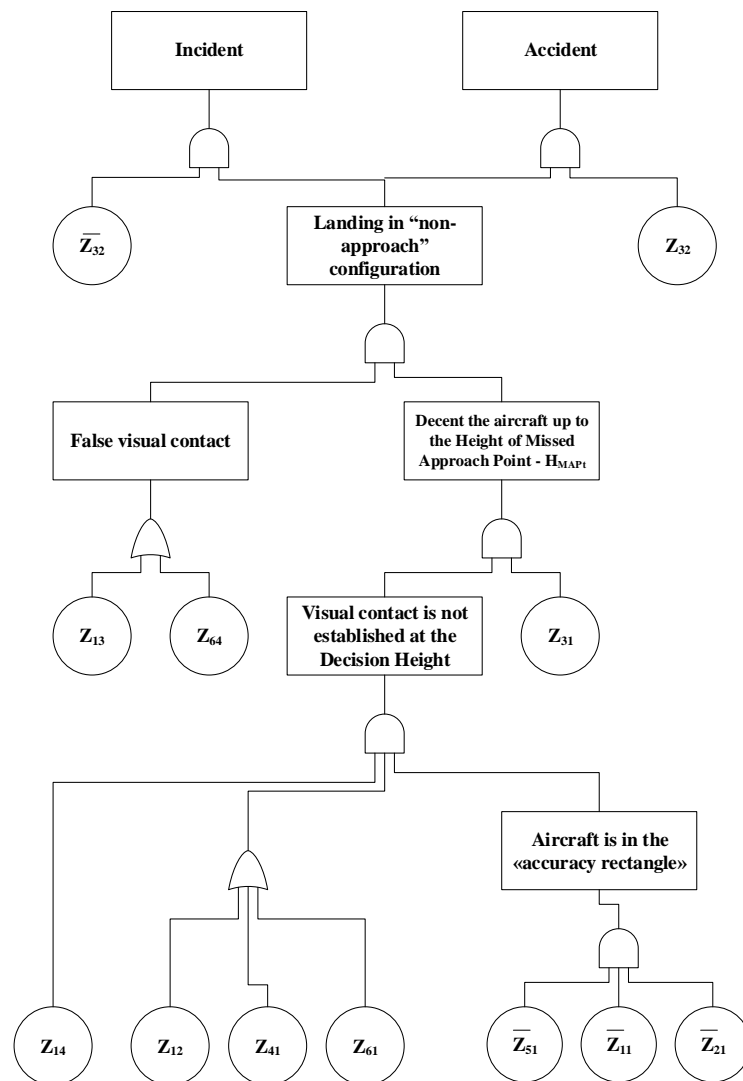 Incident
Accident
Z̅32
Landing in “non-
approach”
configuration
Z32
False visual contact
Decent the aircraft up to
the Height of Missed
Approach Point - HMAPt
Z13
Z64
Visual contact is not
established at the
Decision Height
Z31
Aircraft is in the
«accuracy rectangle»
Z14
Z12
Z41
Z61
Z̅51
Z̅11
Z̅21